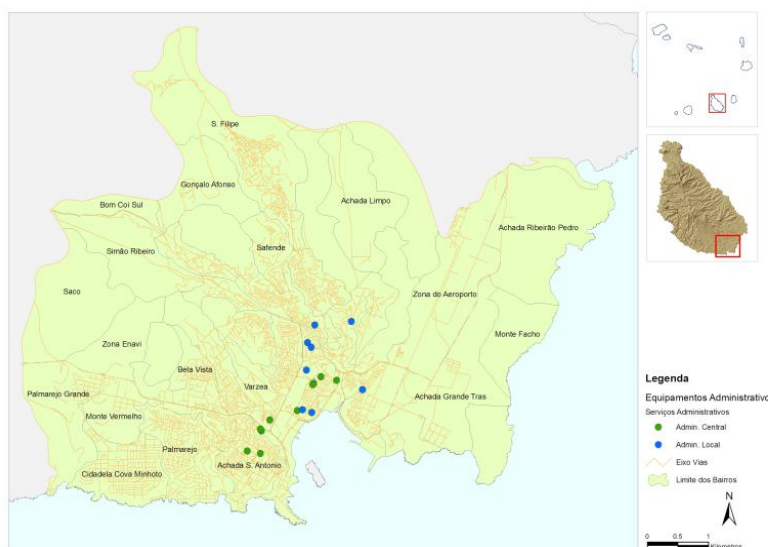 S. Filipe
Gonçalo Afonso
Achada Limpo
Bom Coi Sul
Achada Ribeirão Pedro
Simão Ribeiro
Safende
Saco
Zona do Aeroporto
Zona Enavi
Monte Facho
Bela Vista
Varzea
Palmarejo Grande
Achada Grande Tras
Monte Vermelho
Palmarejo
Achada S. Antonio
Cidadela Cova Minhoto
Legenda
Equipamentos Administrativo
Serviços Administrativos
Admin. Central
Admin. Local
Eixo Vias
Limite dos Bairros
N
0 0.5 1
Kilometros